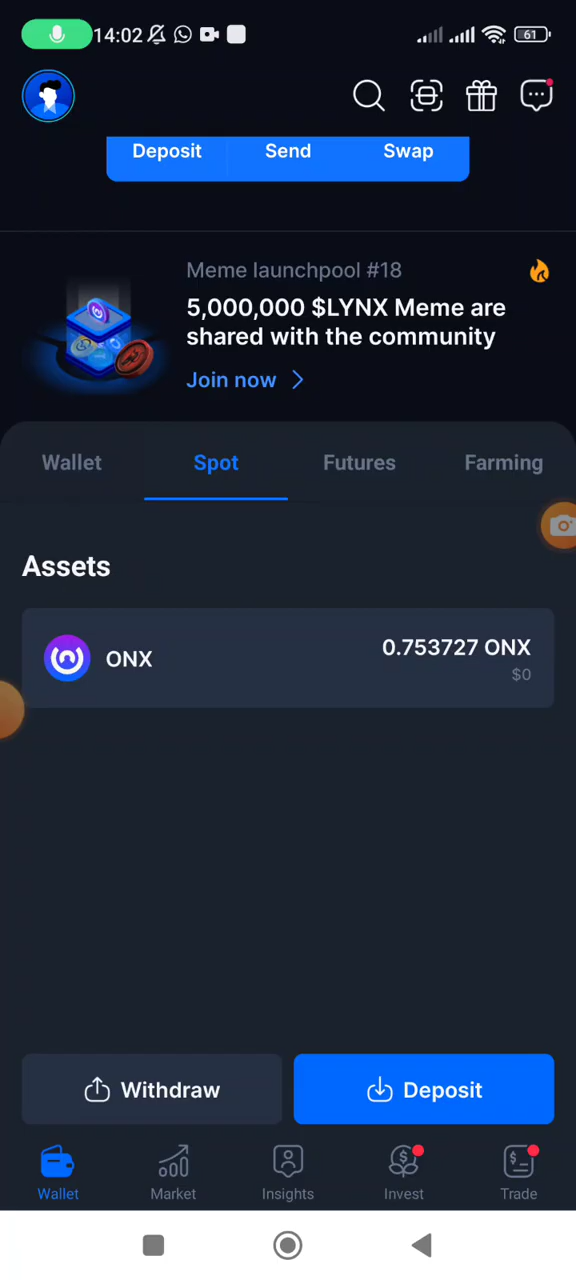 14:02
61
Deposit Send Swap
Meme launchpool #18
5,000,000 $LYNX Meme are
shared with the community
Join now
Wallet Spot Futures Farming
Assets
ONX 0.753727 ONX
$0
Withdraw Deposit
Wallet Market Insights Invest Trade